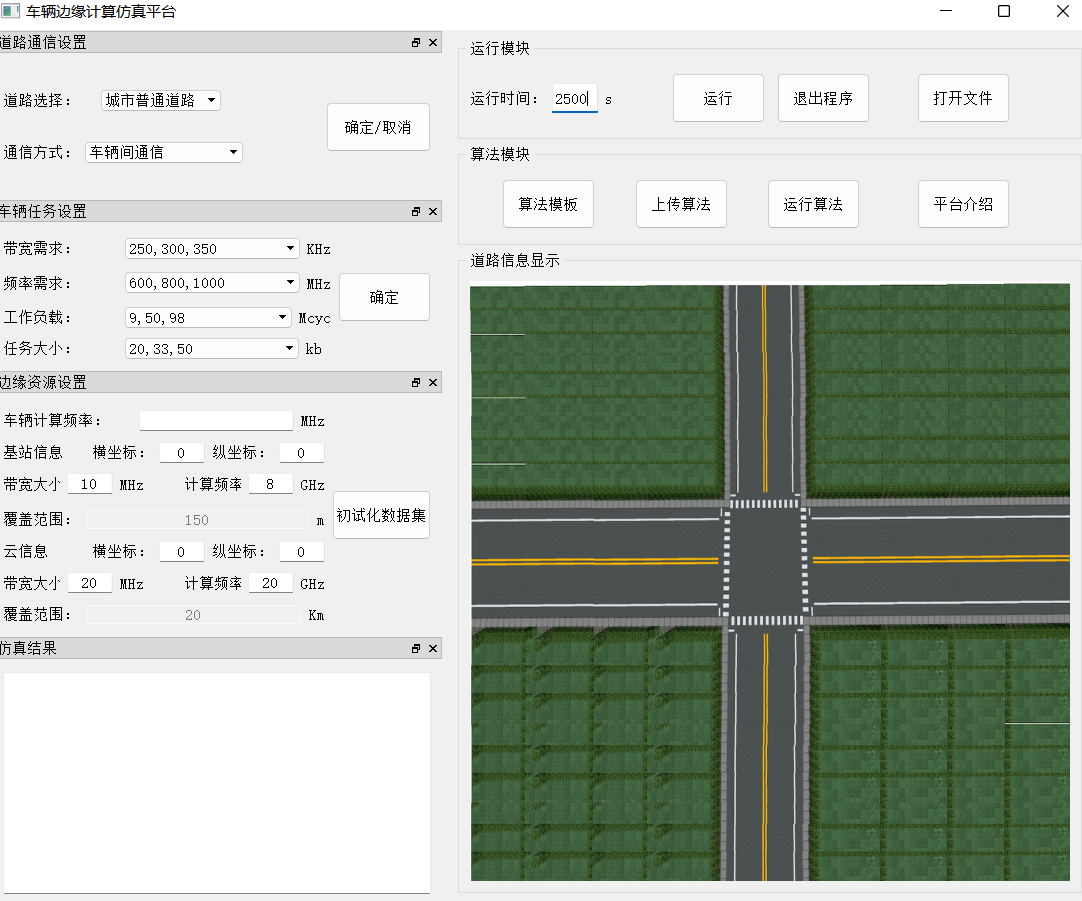 车辆边缘计算仿真平台
道路通信设置
道路选择： 城市普通道路
确定/取消
通信方式： 车辆间通信
车辆任务设置
带宽需求： 250,300,350 KHz
频率需求： 600,800,1000 MHz
确定
工作负载： 9,50,98 Mcyc
任务大小： 20,33,50 kb
边缘资源设置
车辆计算频率： MHz
基站信息 横坐标： 0 纵坐标： 0
带宽大小 10 MHz 计算频率 8 GHz
初试化数据集
覆盖范围： 150 m
云信息 横坐标： 0 纵坐标： 0
带宽大小 20 MHz 计算频率 20 GHz
覆盖范围： 20 Km
仿真结果
运行模块
运行时间： 2500 s 运行 退出程序 打开文件
算法模块
算法模板 上传算法 运行算法 平台介绍
道路信息显示